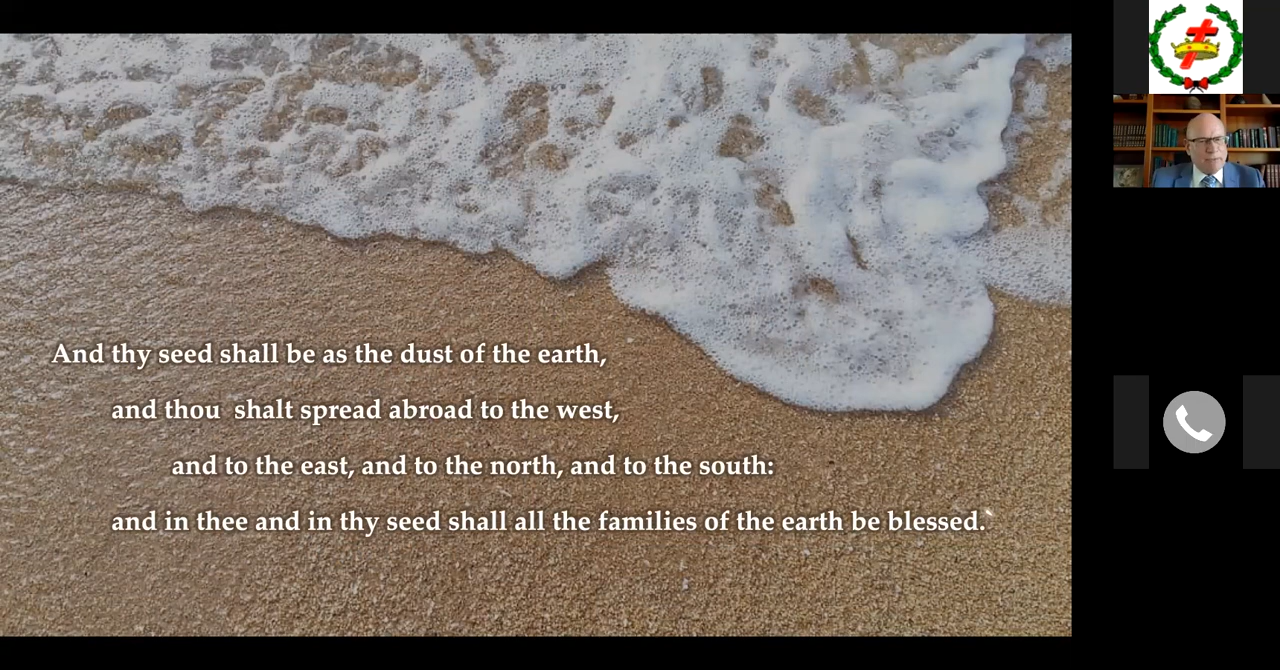 And thy seed shall be as the dust of the earth,
and thou shalt spread abroad to the west,
and to the east, and to the north, and to the south:
and in thee and in thy seed shall all the families of the earth be blessed.